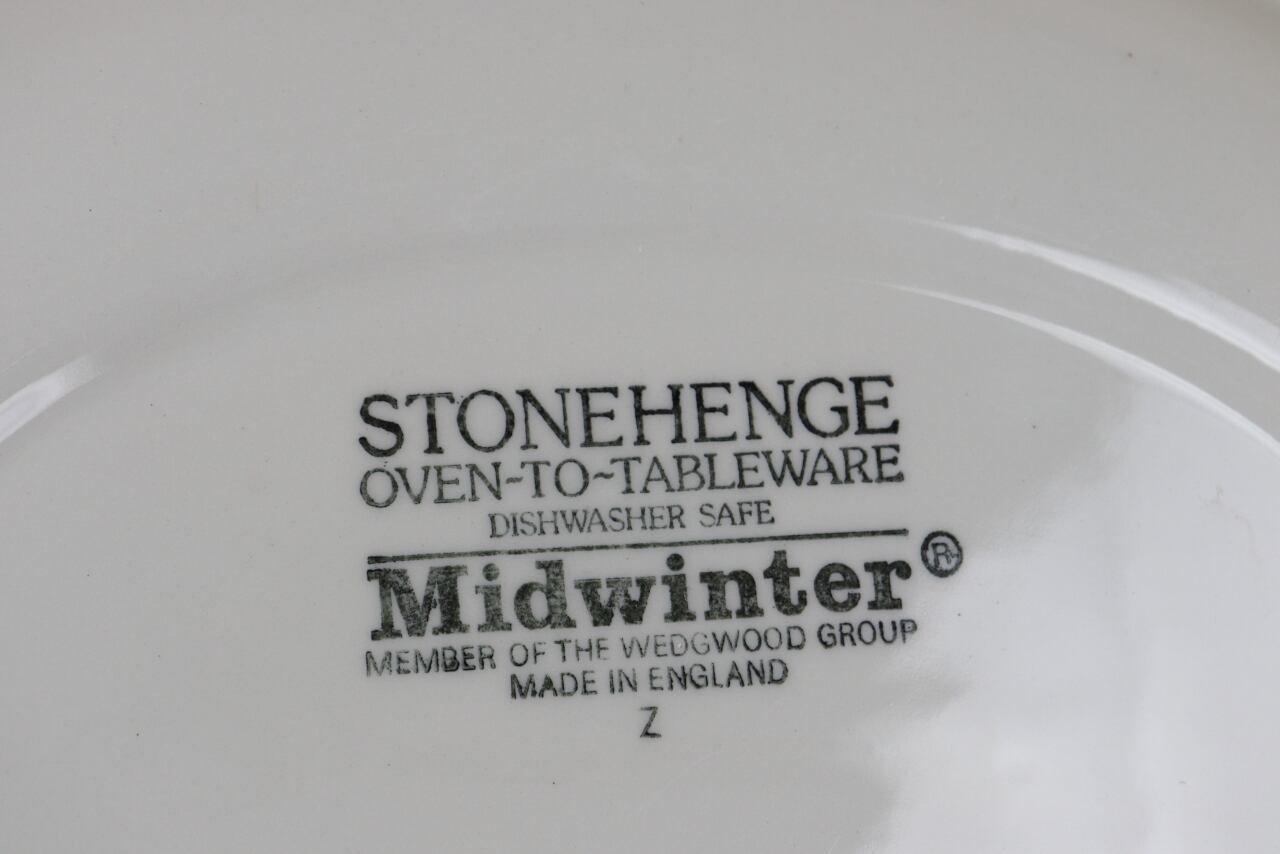 STONEHENGE
OVEN-TO-TABLEWARE
DISHWASHER SAFE
Midwinter®
MEMBER OF THE WEDGWOOD GROUP
MADE IN ENGLAND
Z